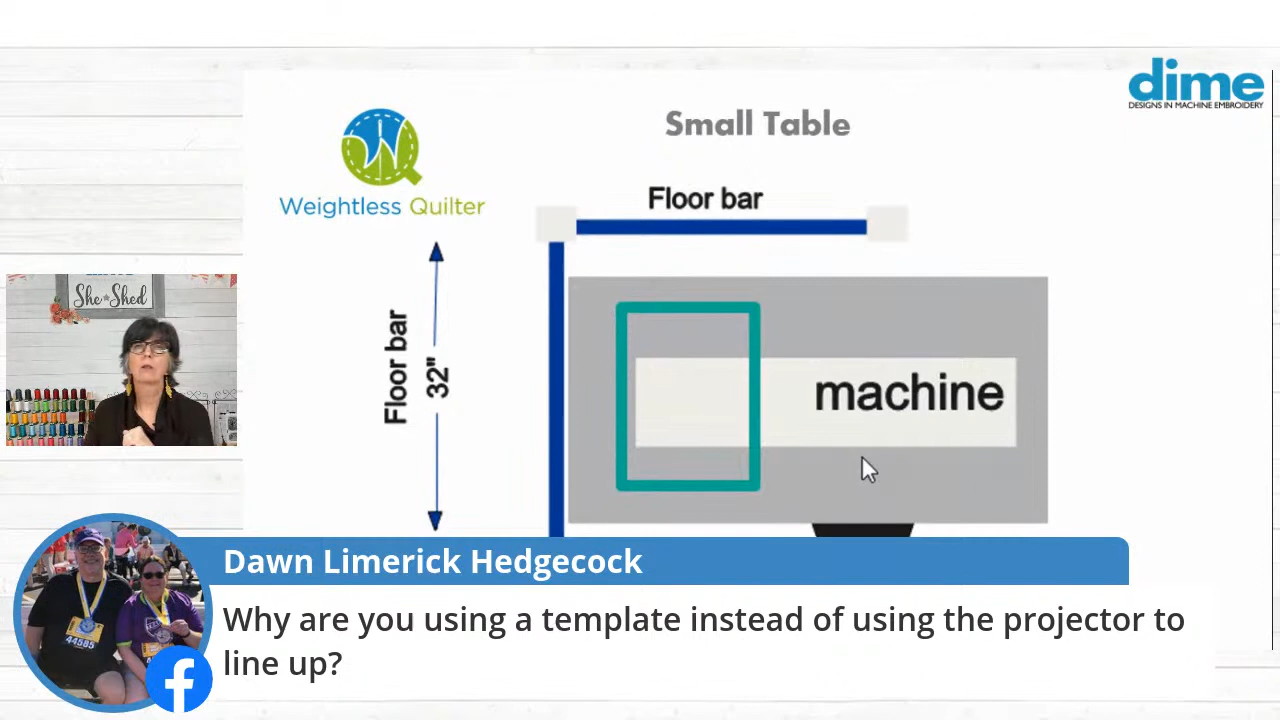 dime
DESIGNS IN MACHINE EMBROIDERY
Small Table
Weightless Quilter
Floor bar
Floor bar
32"
machine
She Shed
44585
Dawn Limerick Hedgecock
Why are you using a template instead of using the projector to
line up?